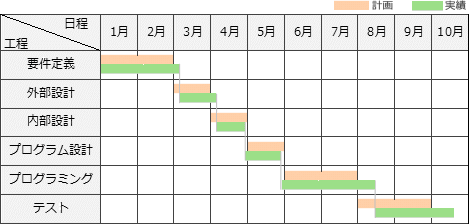 計画 実績
日程
工程
1月 2月 3月 4月 5月 6月 7月 8月 9月 10月
要件定義
外部設計
内部設計
プログラム設計
プログラミング
テスト